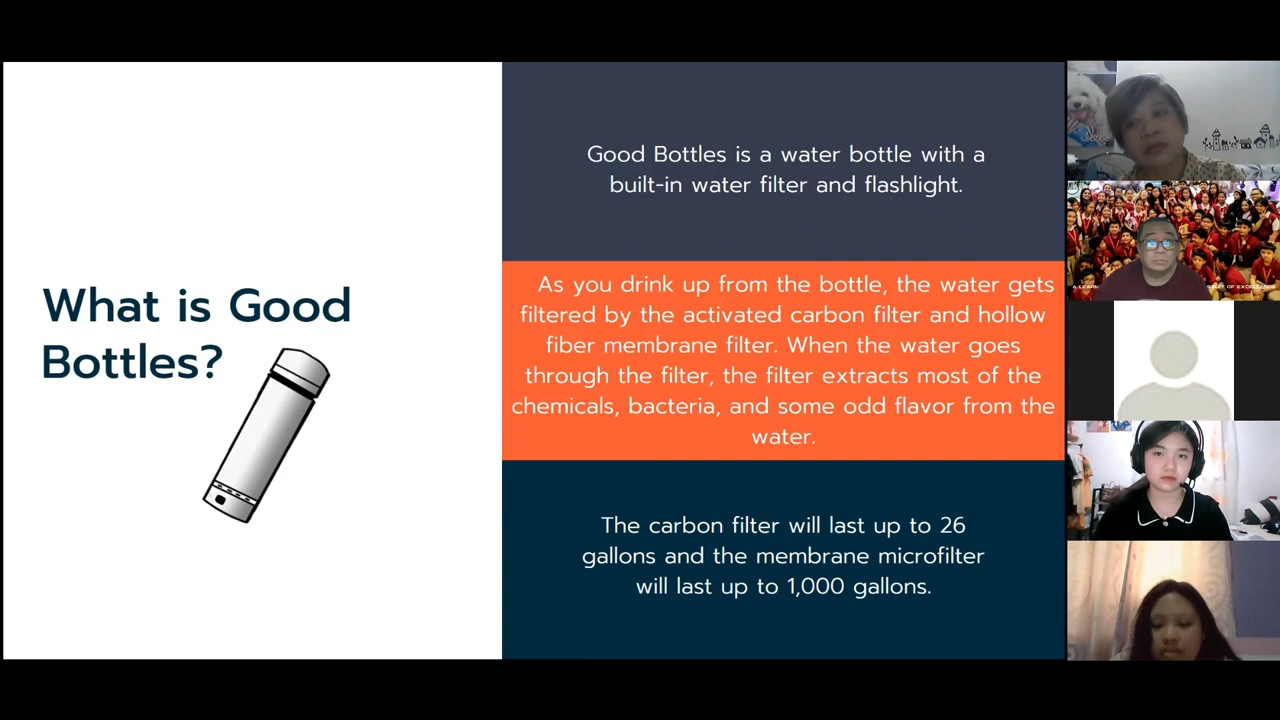 What is Good
Bottles?
Good Bottles is a water bottle with a
built-in water filter and flashlight.
As you drink up from the bottle, the water gets
filtered by the activated carbon filter and hollow
fiber membrane filter. When the water goes
through the filter, the filter extracts most of the
chemicals, bacteria, and some odd flavor from the
water.
The carbon filter will last up to 26
gallons and the membrane microfilter
will last up to 1,000 gallons.
OF EXCELLENCE